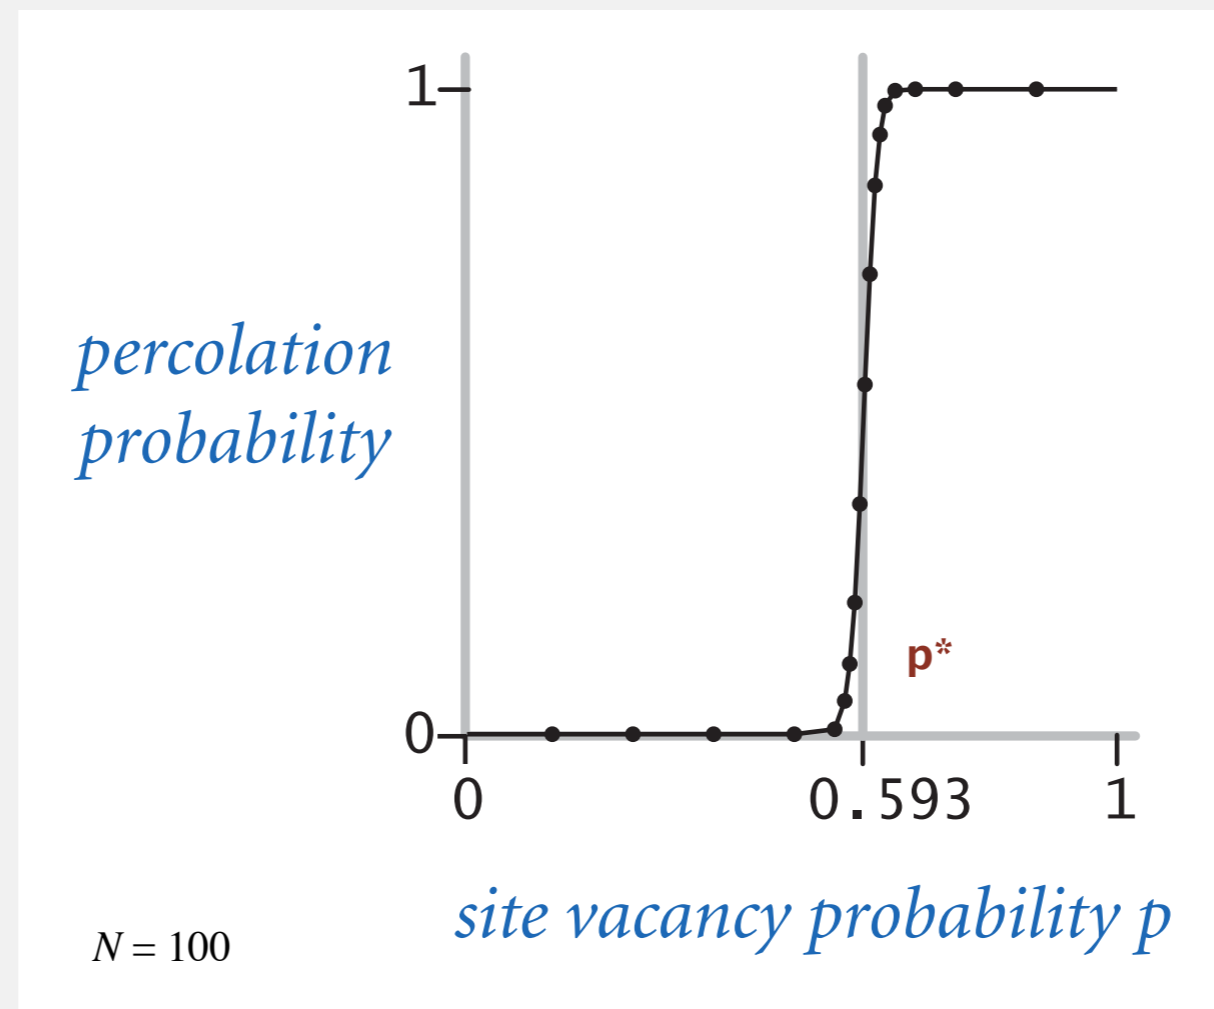 1
percolation
probability
p*
0
0
0.593
1
site vacancy probability p
N = 100